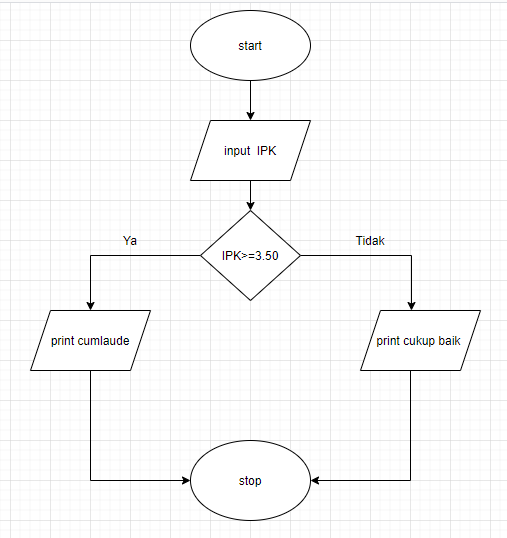 start
input IPK
IPK>=3.50
Ya
Tidak
print cumlaude
print cukup baik
stop